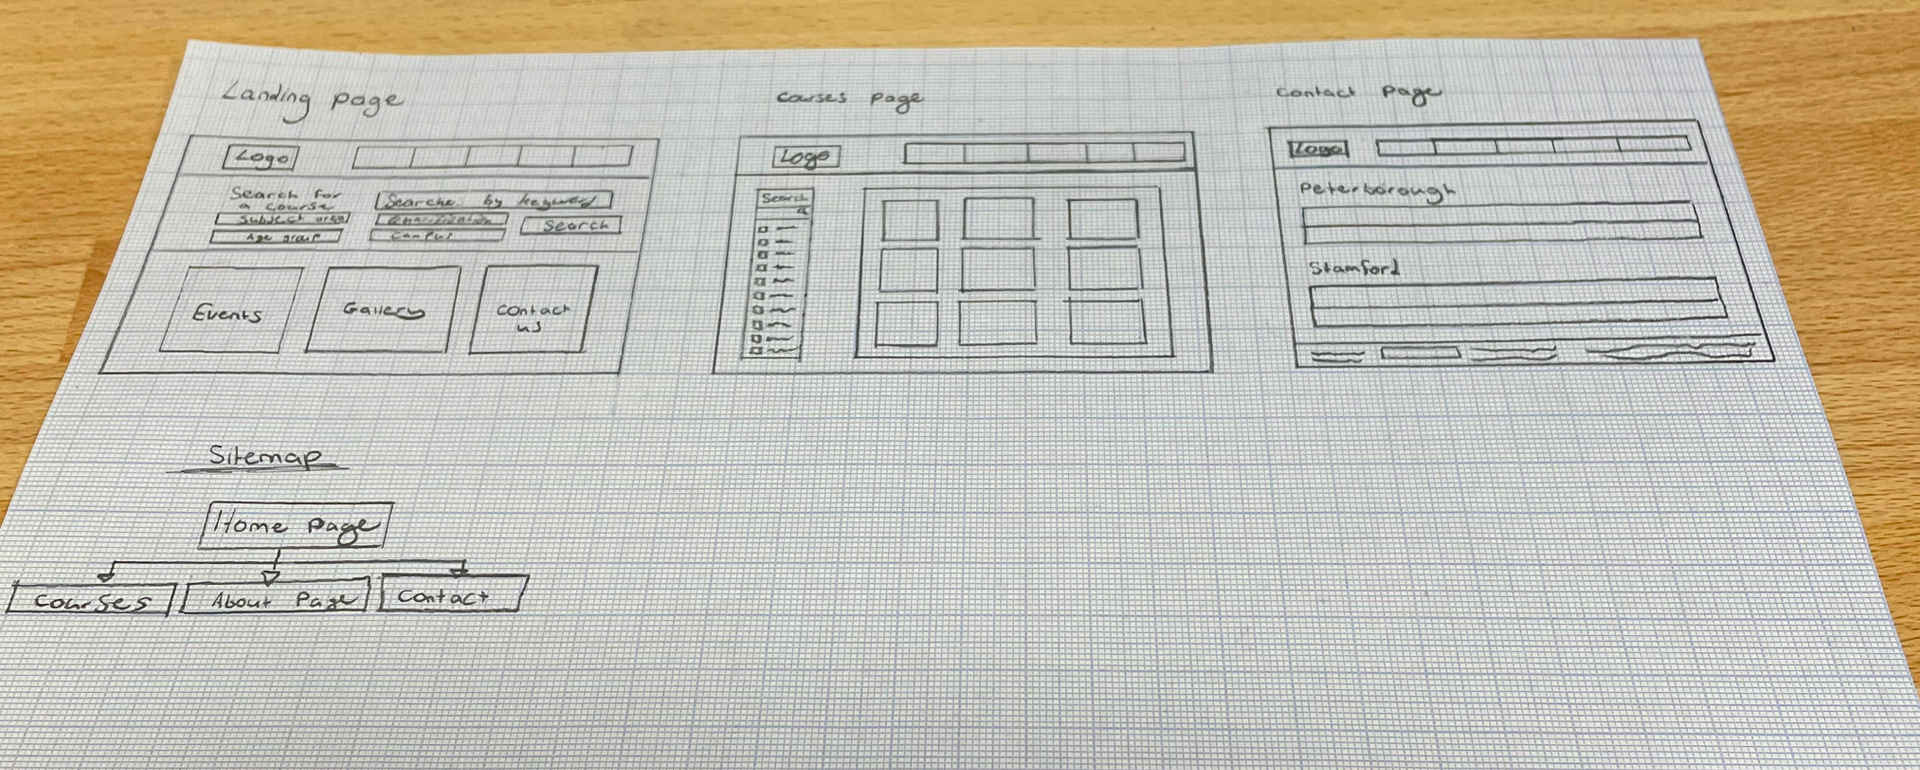 Landing page
Logo
Search for
a course
Searche by keyword
Subject area
Qualification
Search
Age group
Campus
Events
Gallery
Contact
us
Courses page
Logo
Search
Contact page
Logo
Peterborough
Stamford
Sitemap
Home page
Courses
About Page
Contact